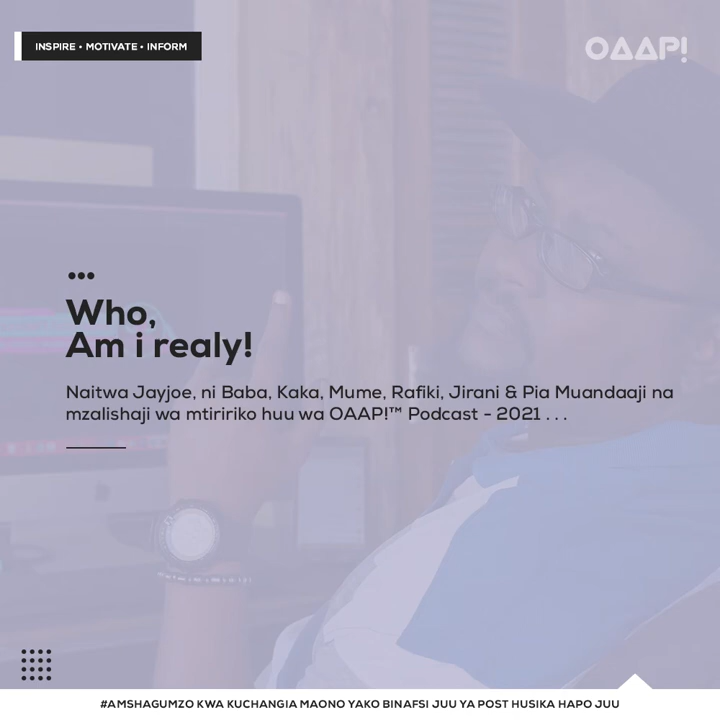 INSPIRE • MOTIVATE • INFORM
OAAP!
...
Who,
Am i realy!
Naitwa Jayjoe, ni Baba, Kaka, Mume, Rafiki, Jirani & Pia Muandaaji na
mzalishaji wa mtiririko huu wa OAAP!™ Podcast - 2021 . . .
#AMSHAGUMZO KWA KUCHANGIA MAONO YAKO BINAFSI JUU YA POST HUSIKA HAPO JUU